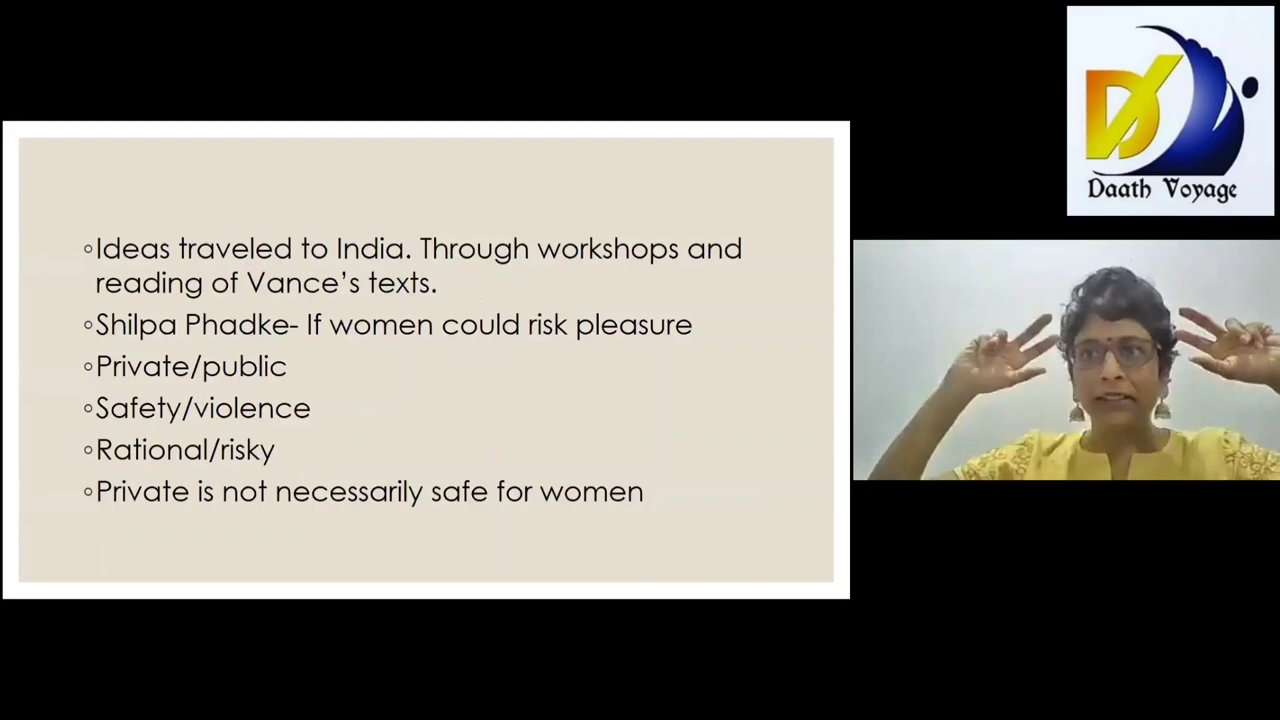 ◦Ideas traveled to India. Through workshops and
reading of Vance’s texts.
◦Shilpa Phadke- If women could risk pleasure
◦Private/public
◦Safety/violence
◦Rational/risky
◦Private is not necessarily safe for women
D
Daath Voyage